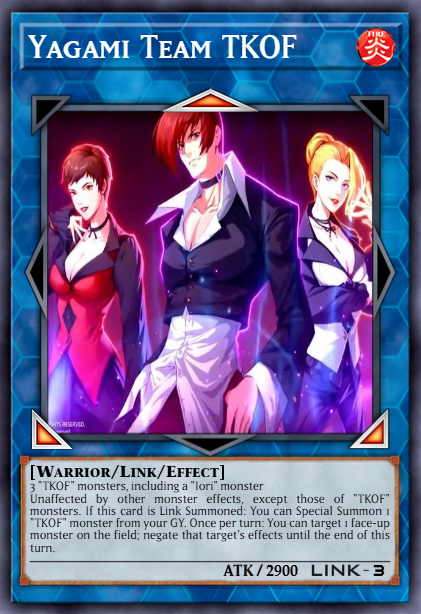 YAGAMI TEAM TKOF
FIRE
炎
HTS RESERVED.
[WARRIOR/LINK/EFFECT]
3 "TKOF" monsters, including a "Iori" monster
Unaffected by other monster effects, except those of "TKOF"
monsters. If this card is Link Summoned: You can Special Summon 1
"TKOF" monster from your GY. Once per turn: You can target 1 face-up
monster on the field; negate that target's effects until the end of this
turn.
ATK / 2900 LINK-3